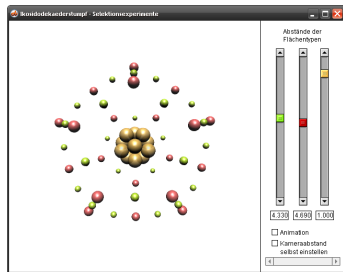 Ikosidodekaederstumpf - Selektionsexperimente
Abstände der
Flächentypen
4.330 4.690 1.000
Animation
Kameraabstand
selbst einstellen